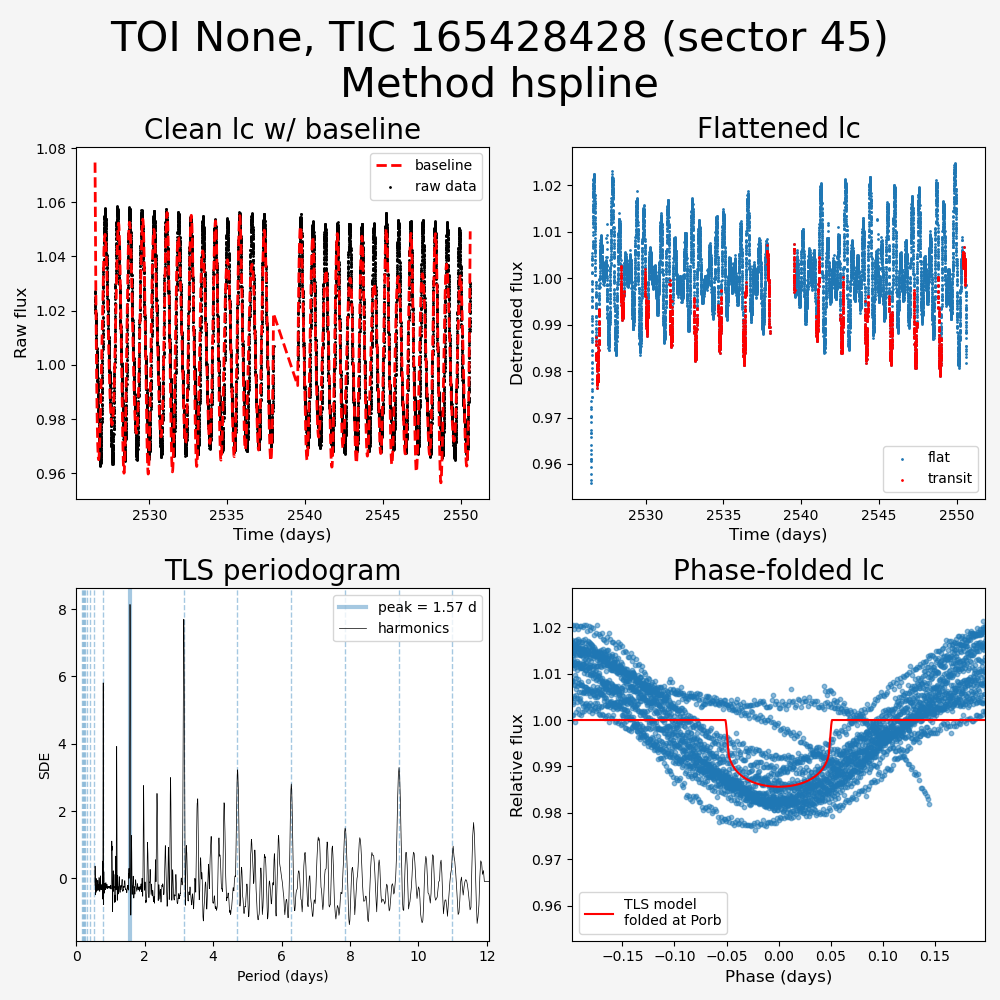 TOI None, TIC 165428428 (sector 45)
Method hspline
Clean lc w/ baseline
Raw flux
1.08
1.06
1.04
1.02
1.00
0.98
0.96
baseline
raw data
2530
2535
2540
2545
2550
Time (days)
Flattened lc
Detrended flux
1.02
1.01
1.00
0.99
0.98
0.97
0.96
flat
transit
2530
2535
2540
2545
2550
Time (days)
TLS periodogram
SDE
8
6
4
2
0
peak = 1.57 d
harmonics
0
2
4
6
8
10
12
Period (days)
Phase-folded lc
Relative flux
1.02
1.01
1.00
0.99
0.98
0.97
0.96
TLS model
folded at Porb
−0.15
−0.10
−0.05
0.00
0.05
0.10
0.15
Phase (days)